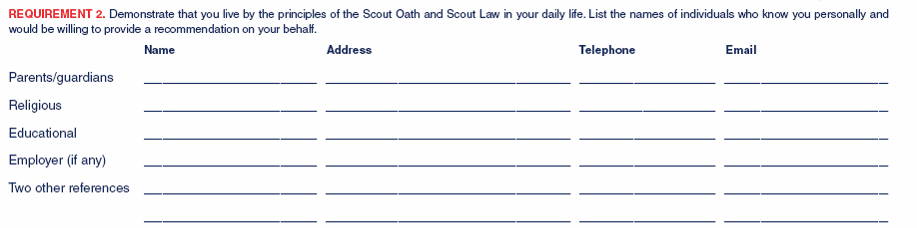 REQUIREMENT 2. Demonstrate that you live by the principles of the Scout Oath and Scout Law in your daily life. List the names of individuals who know you personally and
would be willing to provide a recommendation on your behalf.
Name Address Telephone Email
Parents/guardians
Religious
Educational
Employer (if any)
Two other references